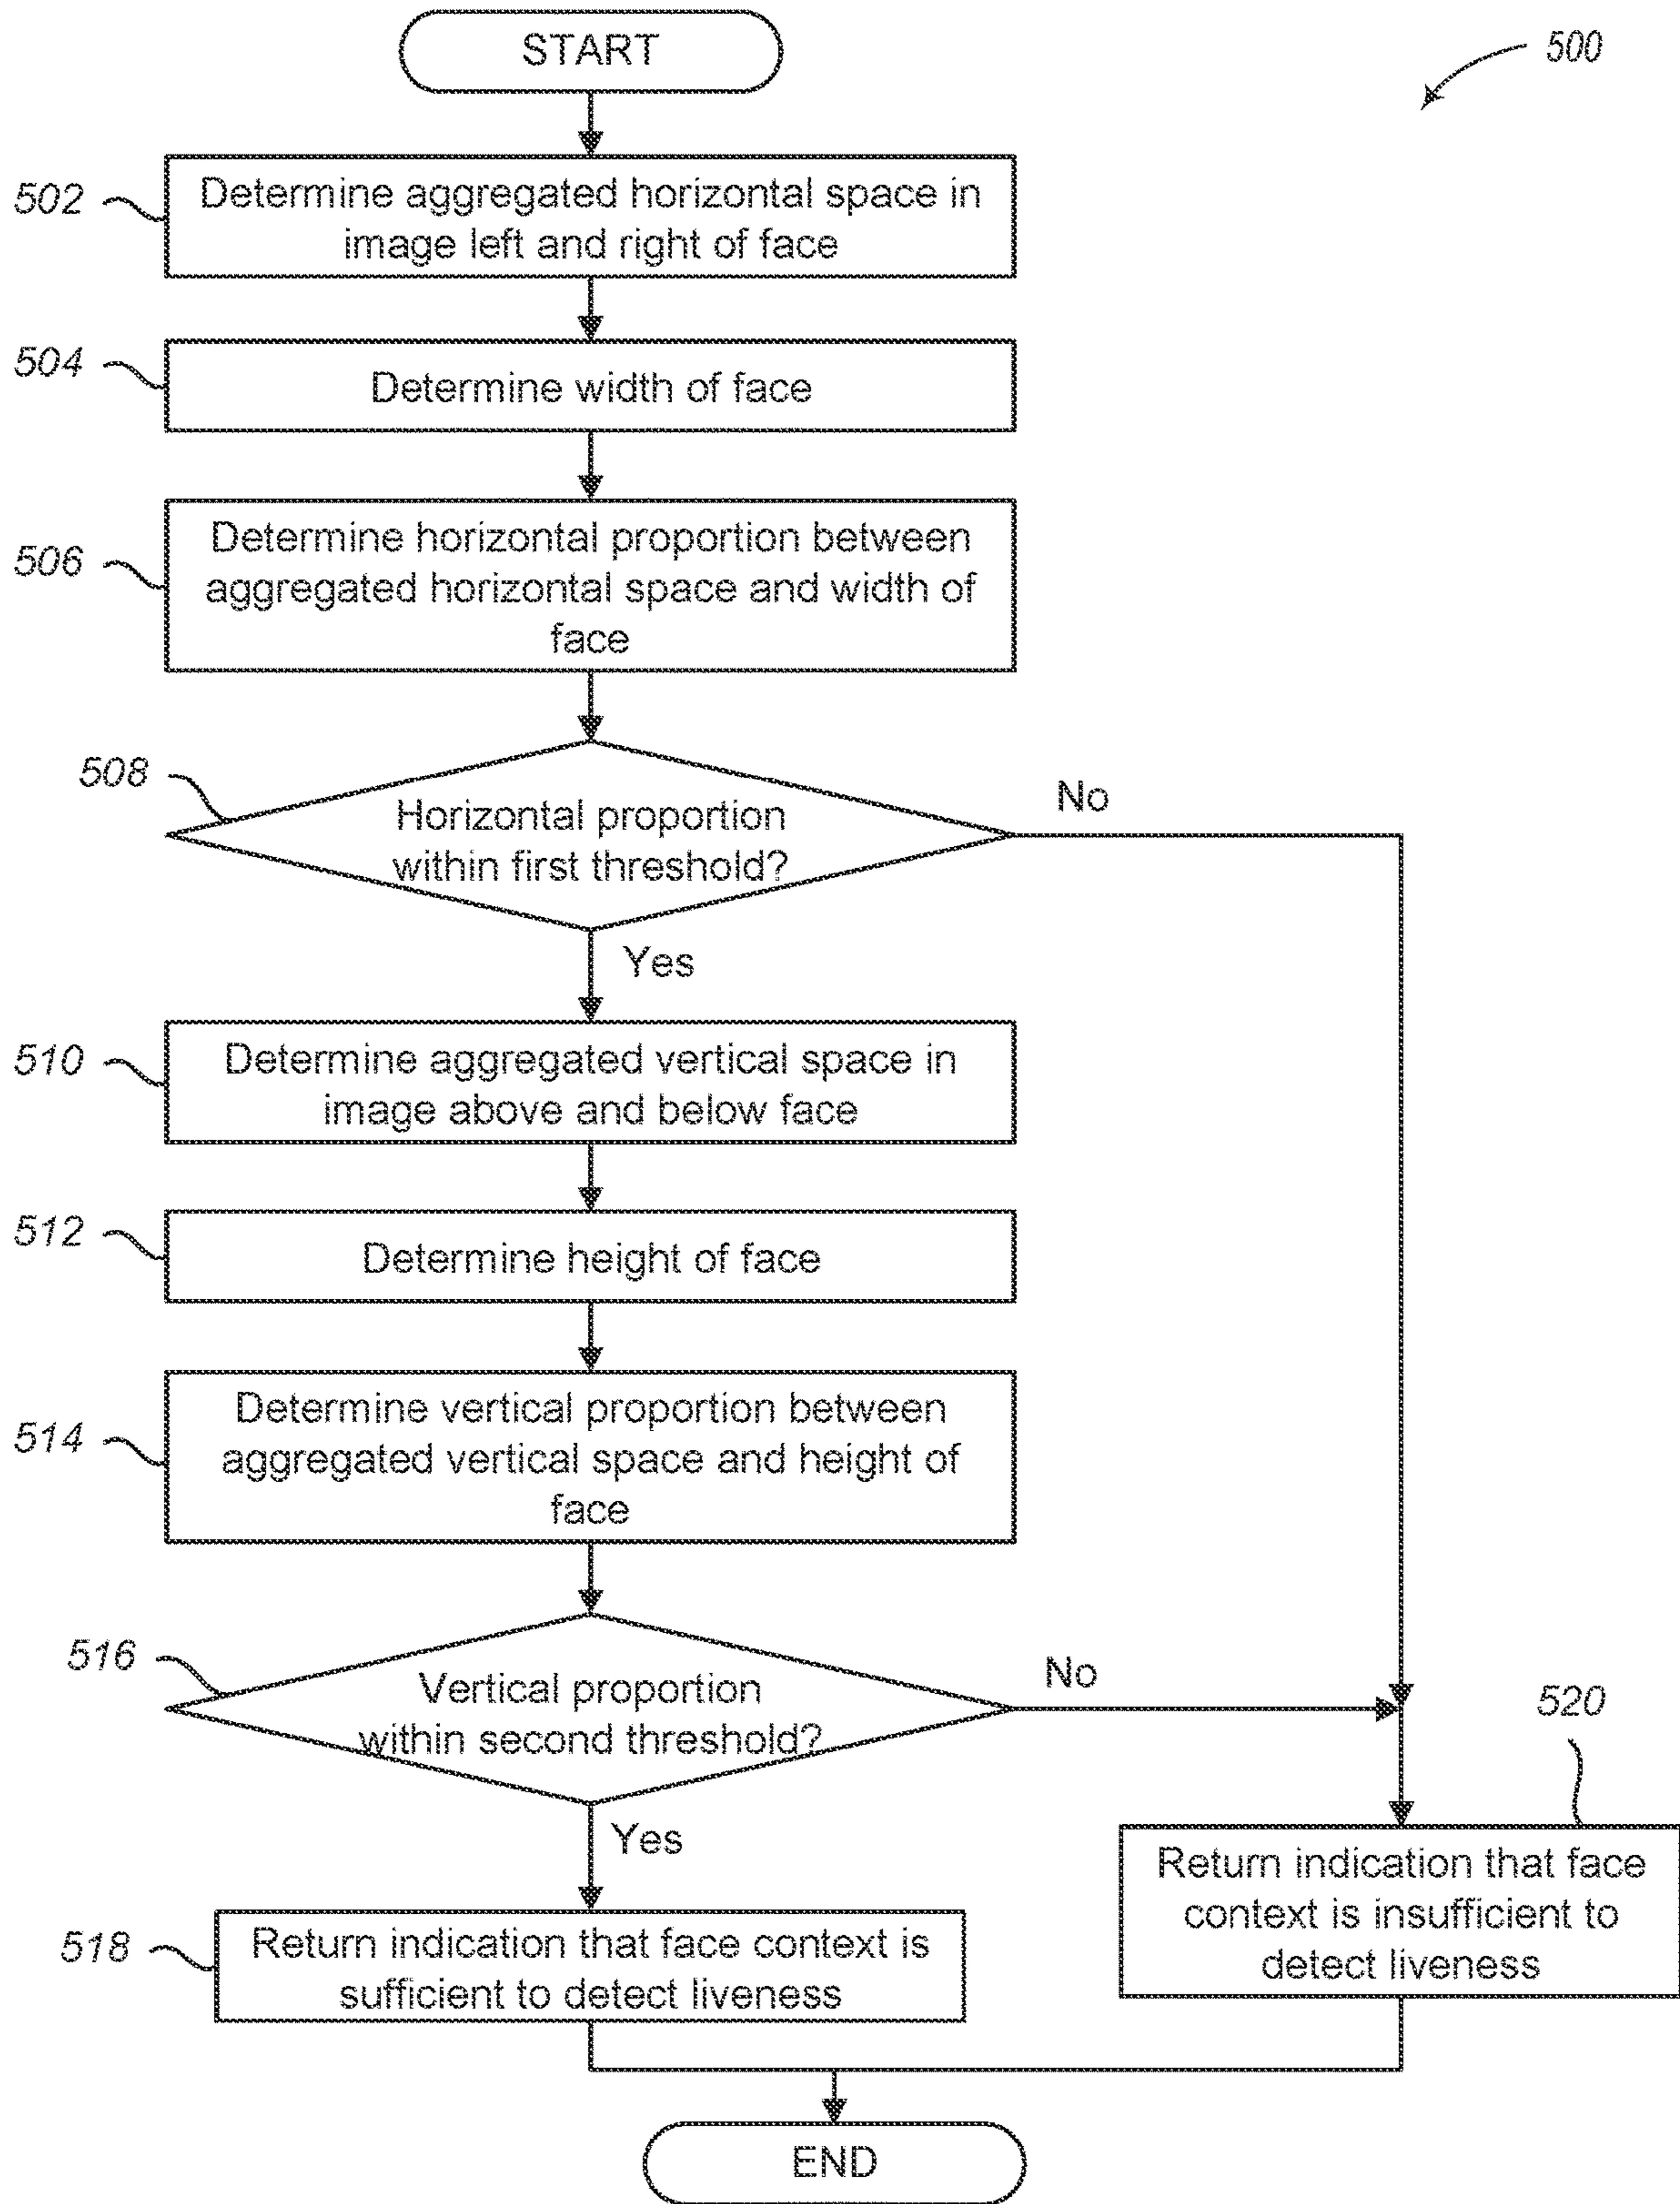 START
500
502
Determine aggregated horizontal space in
image left and right of face
504
Determine width of face
506
Determine horizontal proportion between
aggregated horizontal space and width of
face
508
Horizontal proportion
within first threshold?
No
Yes
510
Determine aggregated vertical space in
image above and below face
512
Determine height of face
514
Determine vertical proportion between
aggregated vertical space and height of
face
516
Vertical proportion
within second threshold?
No
520
Yes
518
Return indication that face context is
sufficient to detect liveness
Return indication that face
context is insufficient to
detect liveness
END